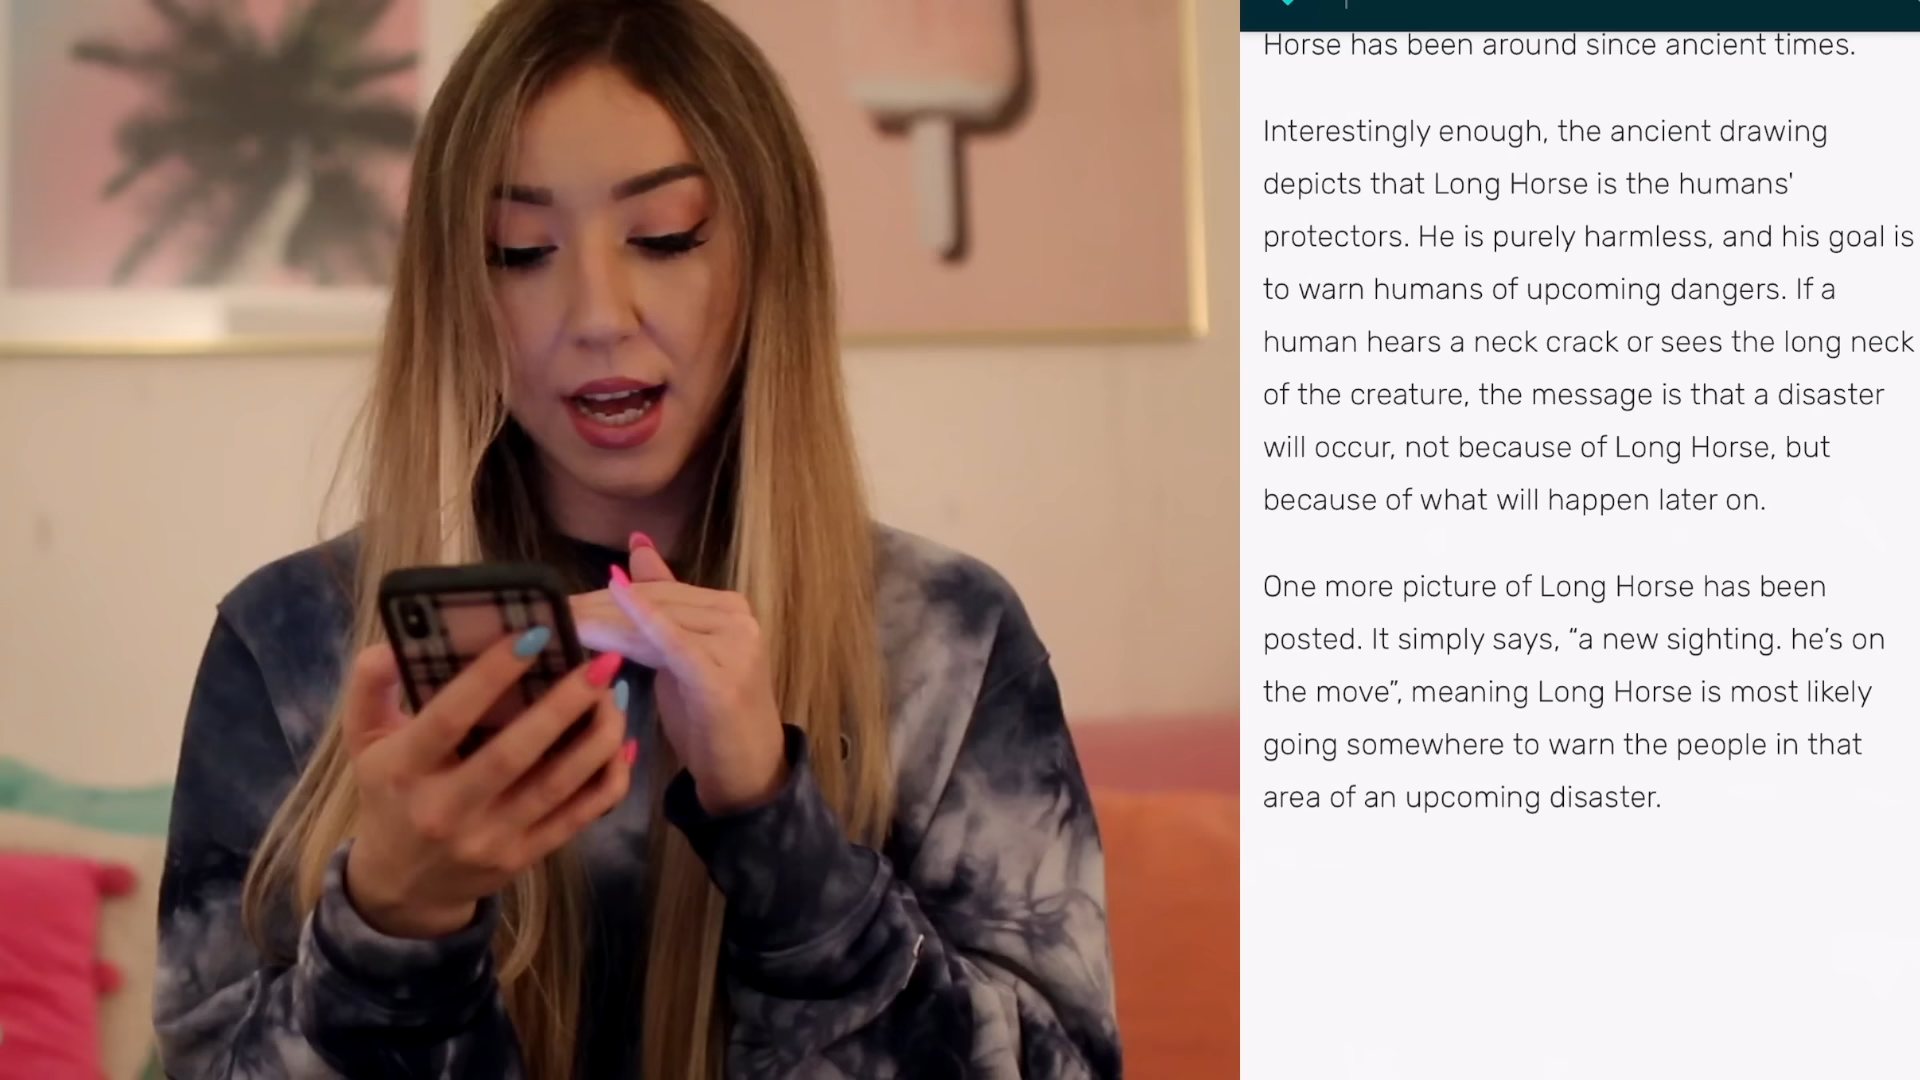 Horse has been around since ancient times.
Interestingly enough, the ancient drawing
depicts that Long Horse is the humans'
protectors. He is purely harmless, and his goal is
to warn humans of upcoming dangers. If a
human hears a neck crack or sees the long neck
of the creature, the message is that a disaster
will occur, not because of Long Horse, but
because of what will happen later on.
One more picture of Long Horse has been
posted. It simply says, “a new sighting. he’s on
the move”, meaning Long Horse is most likely
going somewhere to warn the people in that
area of an upcoming disaster.